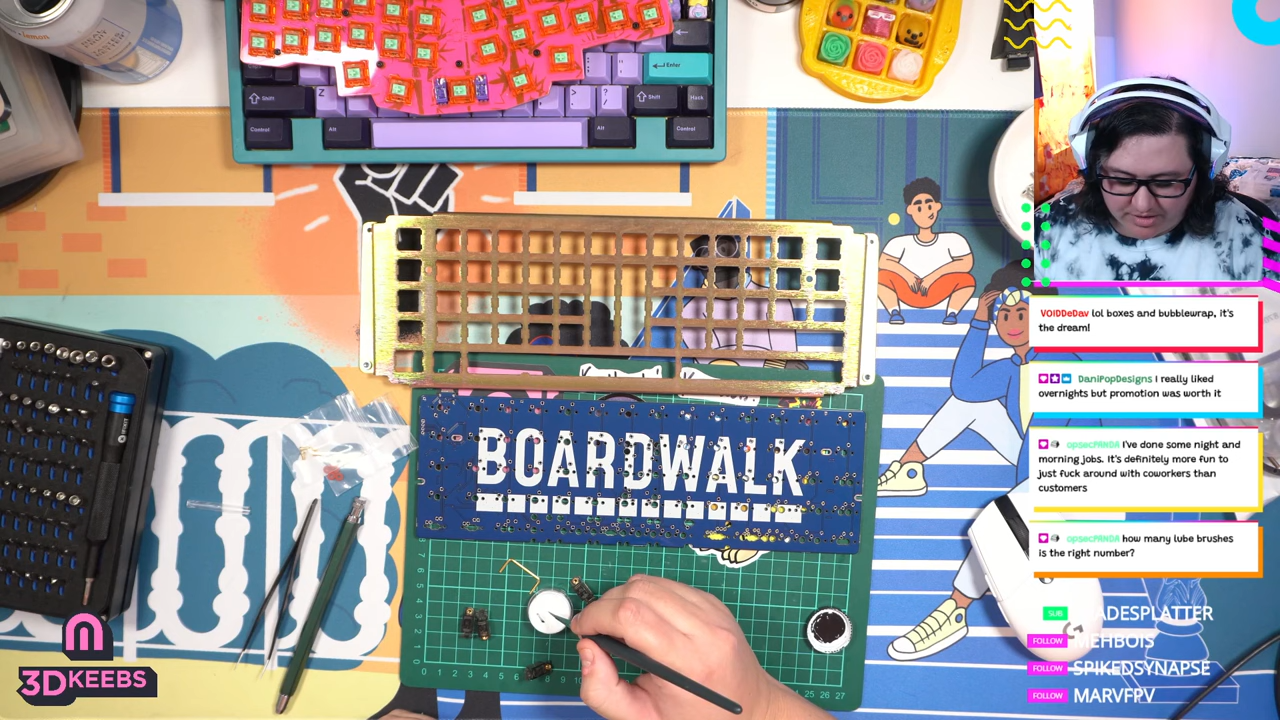 Enter
Shift
Z
>
?
/
Shift
Hack
Control
Alt
Alt
Control
BOARDWALK
VOIDDeDav lol boxes and bubblewrap, it's
the dream!
DaniPopDesigns I really liked
overnights but promotion was worth it
opsecPANDA I've done some night and
morning jobs. It's definitely more fun to
just fuck around with coworkers than
customers
opsecPANDA how many lube brushes
is the right number?
SUB
FOLLOW MEHBOIS
FOLLOW SPIKEDSYNAPSE
FOLLOW MARVFPV
3DKEEBS